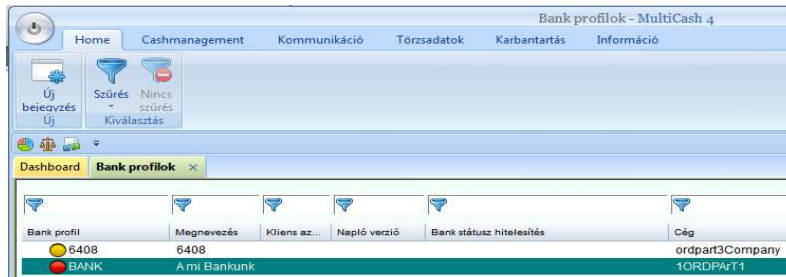 Bank profilok - MultiCash 4
Home Cashmanagement Kommunikáció Törzsadatok Karbantartás Információ
Új bejegyzés Szűrés Nincs szűrés
Új Kiválasztás
Dashboard Bank profilok
Bank profil Megnevezés Kliens az... Napló verzió Bank státusz hitelesítés Cég
6408 6408 ordpart3Company
BANK A mi Bankunk 1ORDPArT1